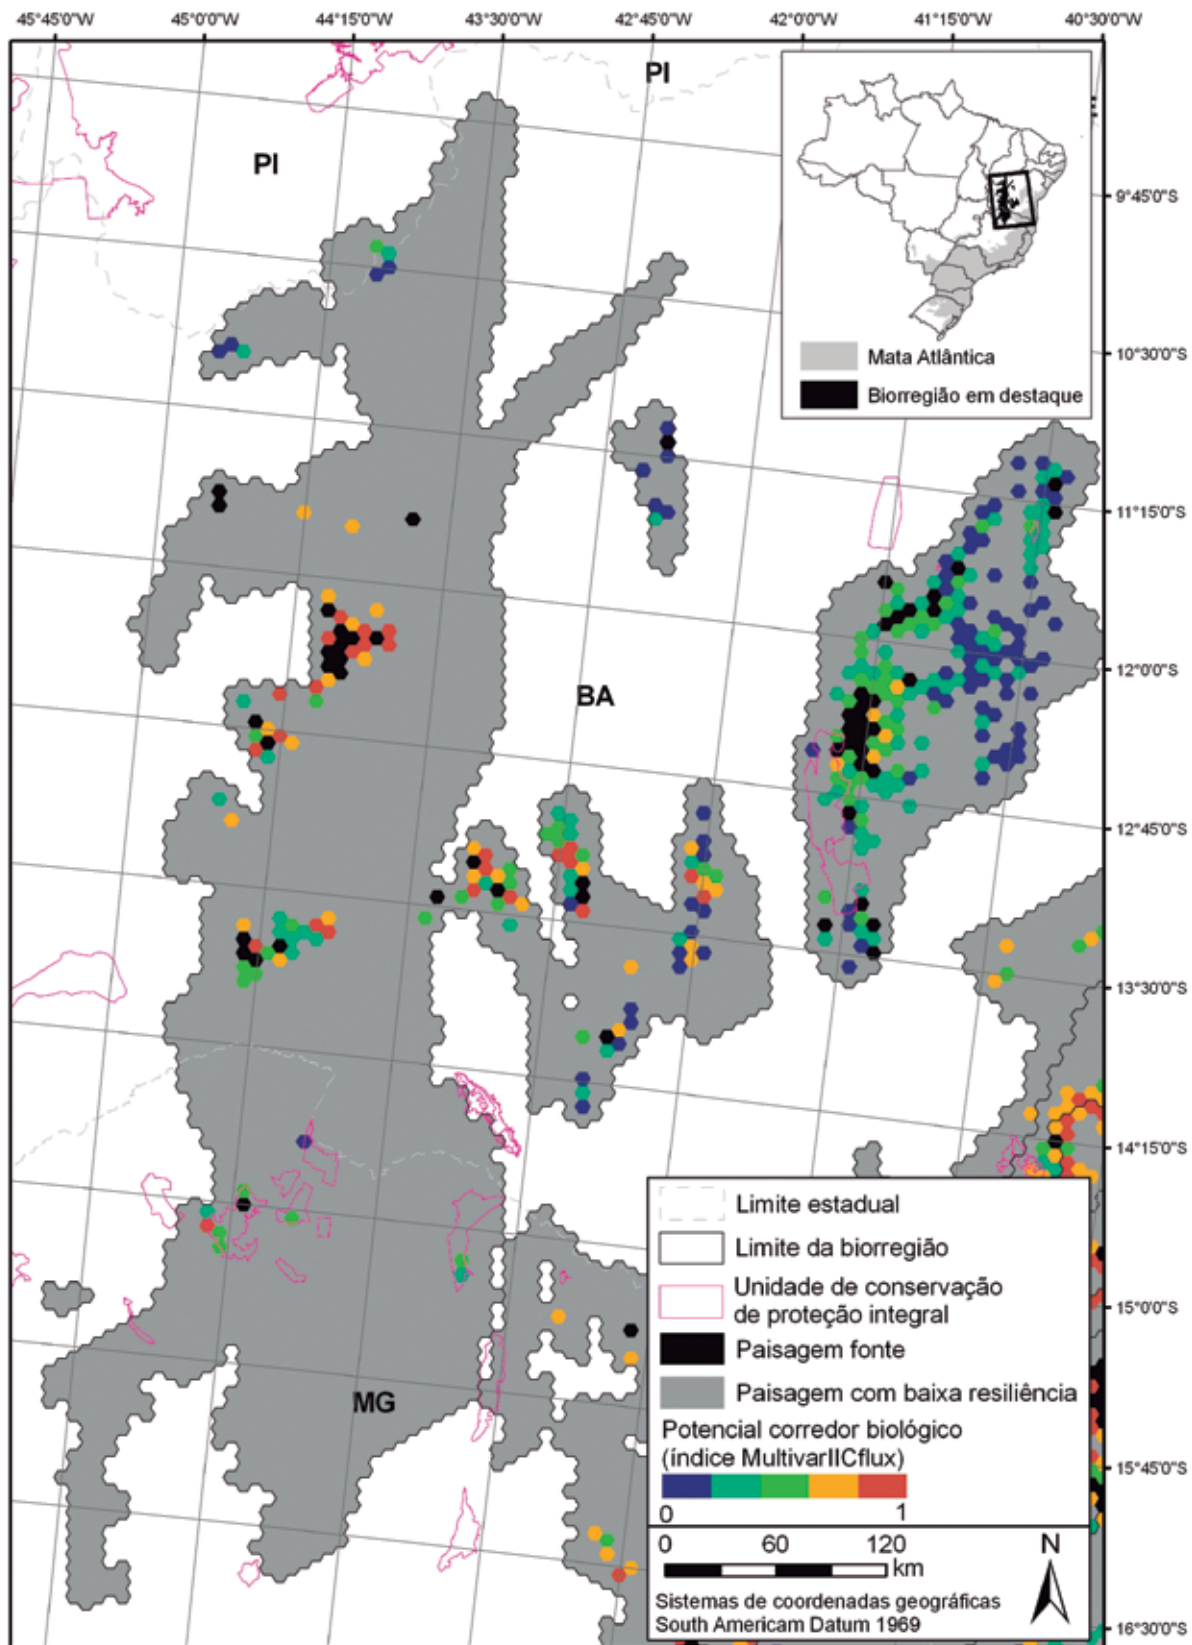 45°45'0"W 45°0'0"W 44°15'0"W 43°30'0"W 42°45'0"W 42°0'0"W 41°15'0"W 40°30'0"W
PI
PI
BA
MG
Mata Atlântica
Biorregião em destaque
9°45'0"S
10°30'0"S
11°15'0"S
12°0'0"S
12°45'0"S
13°30'0"S
14°15'0"S
15°0'0"S
15°45'0"S
16°30'0"S
Limite estadual
Limite da biorregião
Unidade de conservação
de proteção integral
Paisagem fonte
Paisagem com baixa resiliência
Potencial corredor biológico
(índice MultivarIICflux)
0 1
0 60 120
km
N
Sistemas de coordenadas geográficas
South Americam Datum 1969